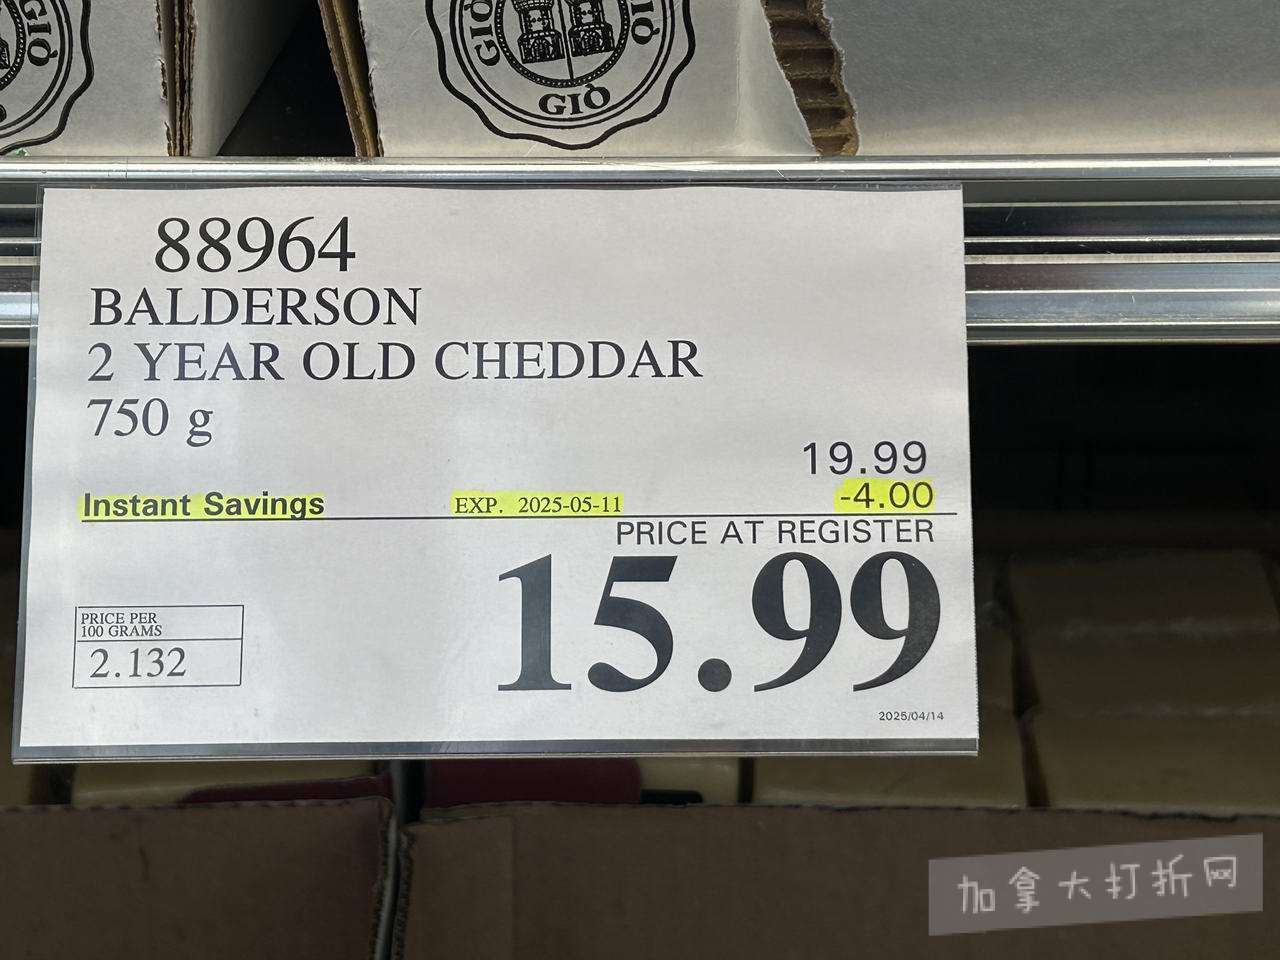 GIÒ
GIÒ
GIÒ
GIÒ
88964
BALDERSON
2 YEAR OLD CHEDDAR
750 g
19.99
Instant Savings EXP. 2025-05-11 -4.00
PRICE AT REGISTER
15.99
PRICE PER
100 GRAMS
2.132
2025/04/14
加拿大打折网